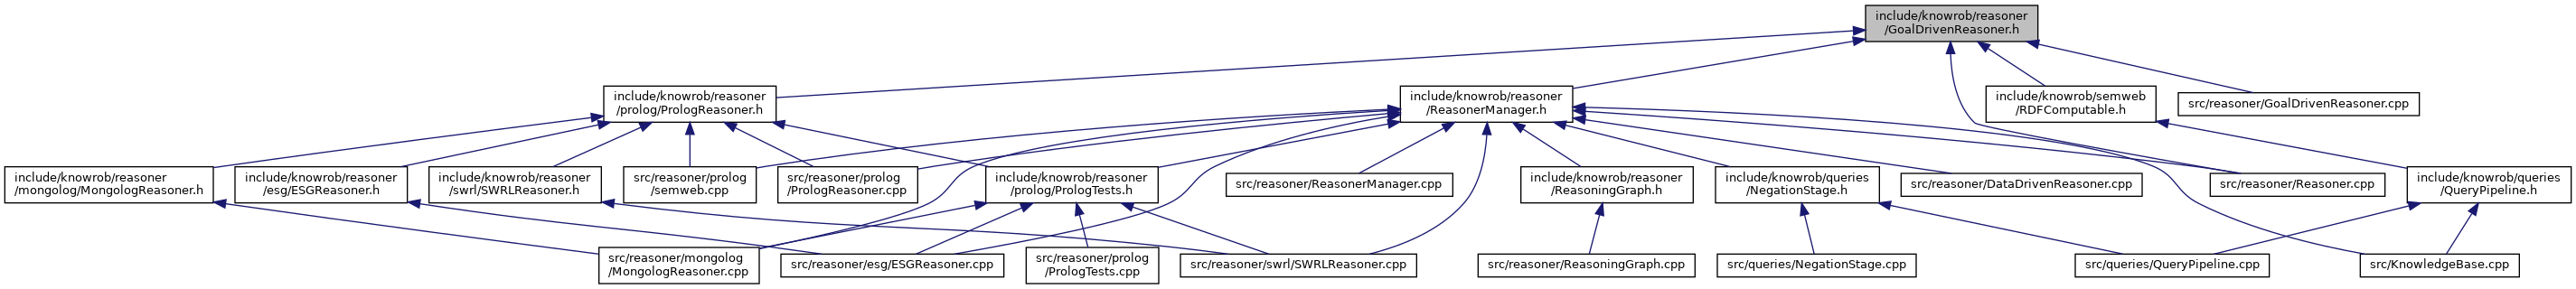 include/knowrob/reasoner
/GoalDrivenReasoner.h
include/knowrob/reasoner
/prolog/PrologReasoner.h
include/knowrob/reasoner
/ReasonerManager.h
include/knowrob/semweb
/RDFComputable.h
src/reasoner/GoalDrivenReasoner.cpp
include/knowrob/reasoner
/mongolog/MongologReasoner.h
include/knowrob/reasoner
/esg/ESGReasoner.h
include/knowrob/reasoner
/swrl/SWRLReasoner.h
src/reasoner/prolog
/semweb.cpp
src/reasoner/prolog
/PrologReasoner.cpp
include/knowrob/reasoner
/prolog/PrologTests.h
src/reasoner/ReasonerManager.cpp
include/knowrob/reasoner
/ReasoningGraph.h
include/knowrob/queries
/NegationStage.h
src/reasoner/DataDrivenReasoner.cpp
src/reasoner/Reasoner.cpp
include/knowrob/queries
/QueryPipeline.h
src/reasoner/mongolog
/MongologReasoner.cpp
src/reasoner/esg/ESGReasoner.cpp
src/reasoner/prolog
/PrologTests.cpp
src/reasoner/swrl/SWRLReasoner.cpp
src/reasoner/ReasoningGraph.cpp
src/queries/NegationStage.cpp
src/queries/QueryPipeline.cpp
src/KnowledgeBase.cpp